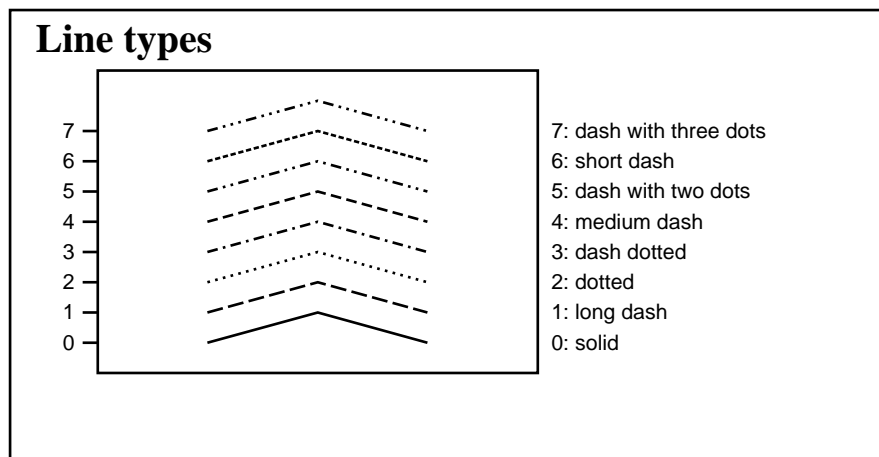 Line types
7
6
5
4
3
2
1
0
7: dash with three dots
6: short dash
5: dash with two dots
4: medium dash
3: dash dotted
2: dotted
1: long dash
0: solid